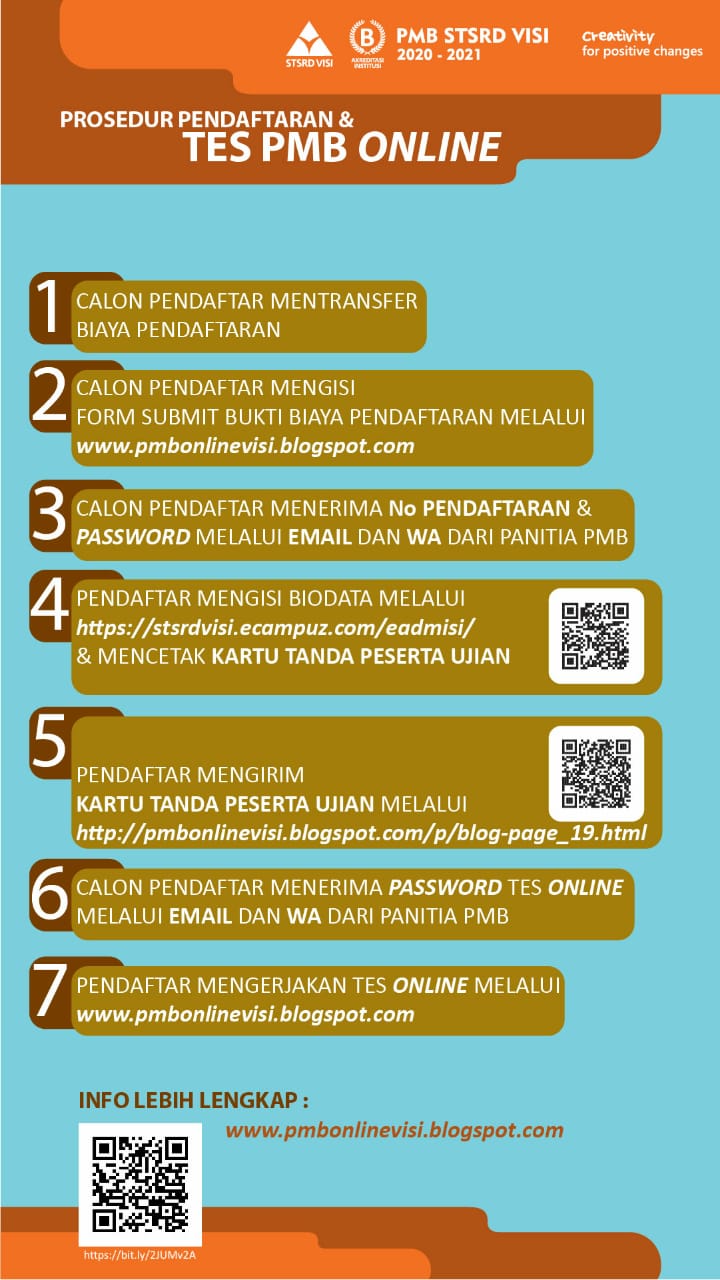 STSRD VISI
B
AKREDITASI
INSTITUSI
PMB STSRD VISI
2020 - 2021
Creativity
for positive changes
PROSEDUR PENDAFTARAN &
TES PMB ONLINE
1
CALON PENDAFTAR MENTRANSFER
BIAYA PENDAFTARAN
2
CALON PENDAFTAR MENGISI
FORM SUBMIT BUKTI BIAYA PENDAFTARAN MELALUI
www.pmbonlinevisi.blogspot.com
3
CALON PENDAFTAR MENERIMA No PENDAFTARAN &
PASSWORD MELALUI EMAIL DAN WA DARI PANITIA PMB
4
PENDAFTAR MENGISI BIODATA MELALUI
https://stsrdvisi.ecampuz.com/eadmisi/
& MENCETAK KARTU TANDA PESERTA UJIAN
5
PENDAFTAR MENGIRIM
KARTU TANDA PESERTA UJIAN MELALUI
http://pmbonlinevisi.blogspot.com/p/blog-page_19.html
6
CALON PENDAFTAR MENERIMA PASSWORD TES ONLINE
MELALUI EMAIL DAN WA DARI PANITIA PMB
7
PENDAFTAR MENGERJAKAN TES ONLINE MELALUI
www.pmbonlinevisi.blogspot.com
INFO LEBIH LENGKAP :
www.pmbonlinevisi.blogspot.com
https://bit.ly/2JUMv2A